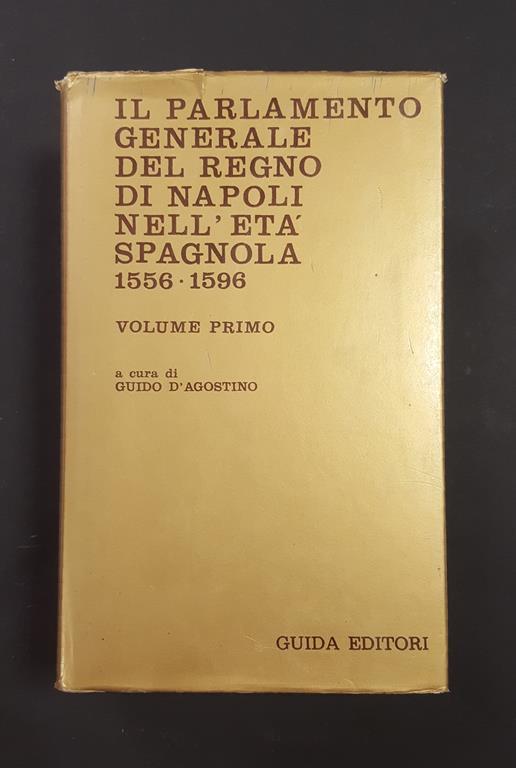 IL PARLAMENTO
GENERALE
DEL REGNO
DI NAPOLI
NELL'ETA'
SPAGNOLA
1556 · 1596
VOLUME PRIMO
a cura di
GUIDO D'AGOSTINO
GUIDA EDITORI